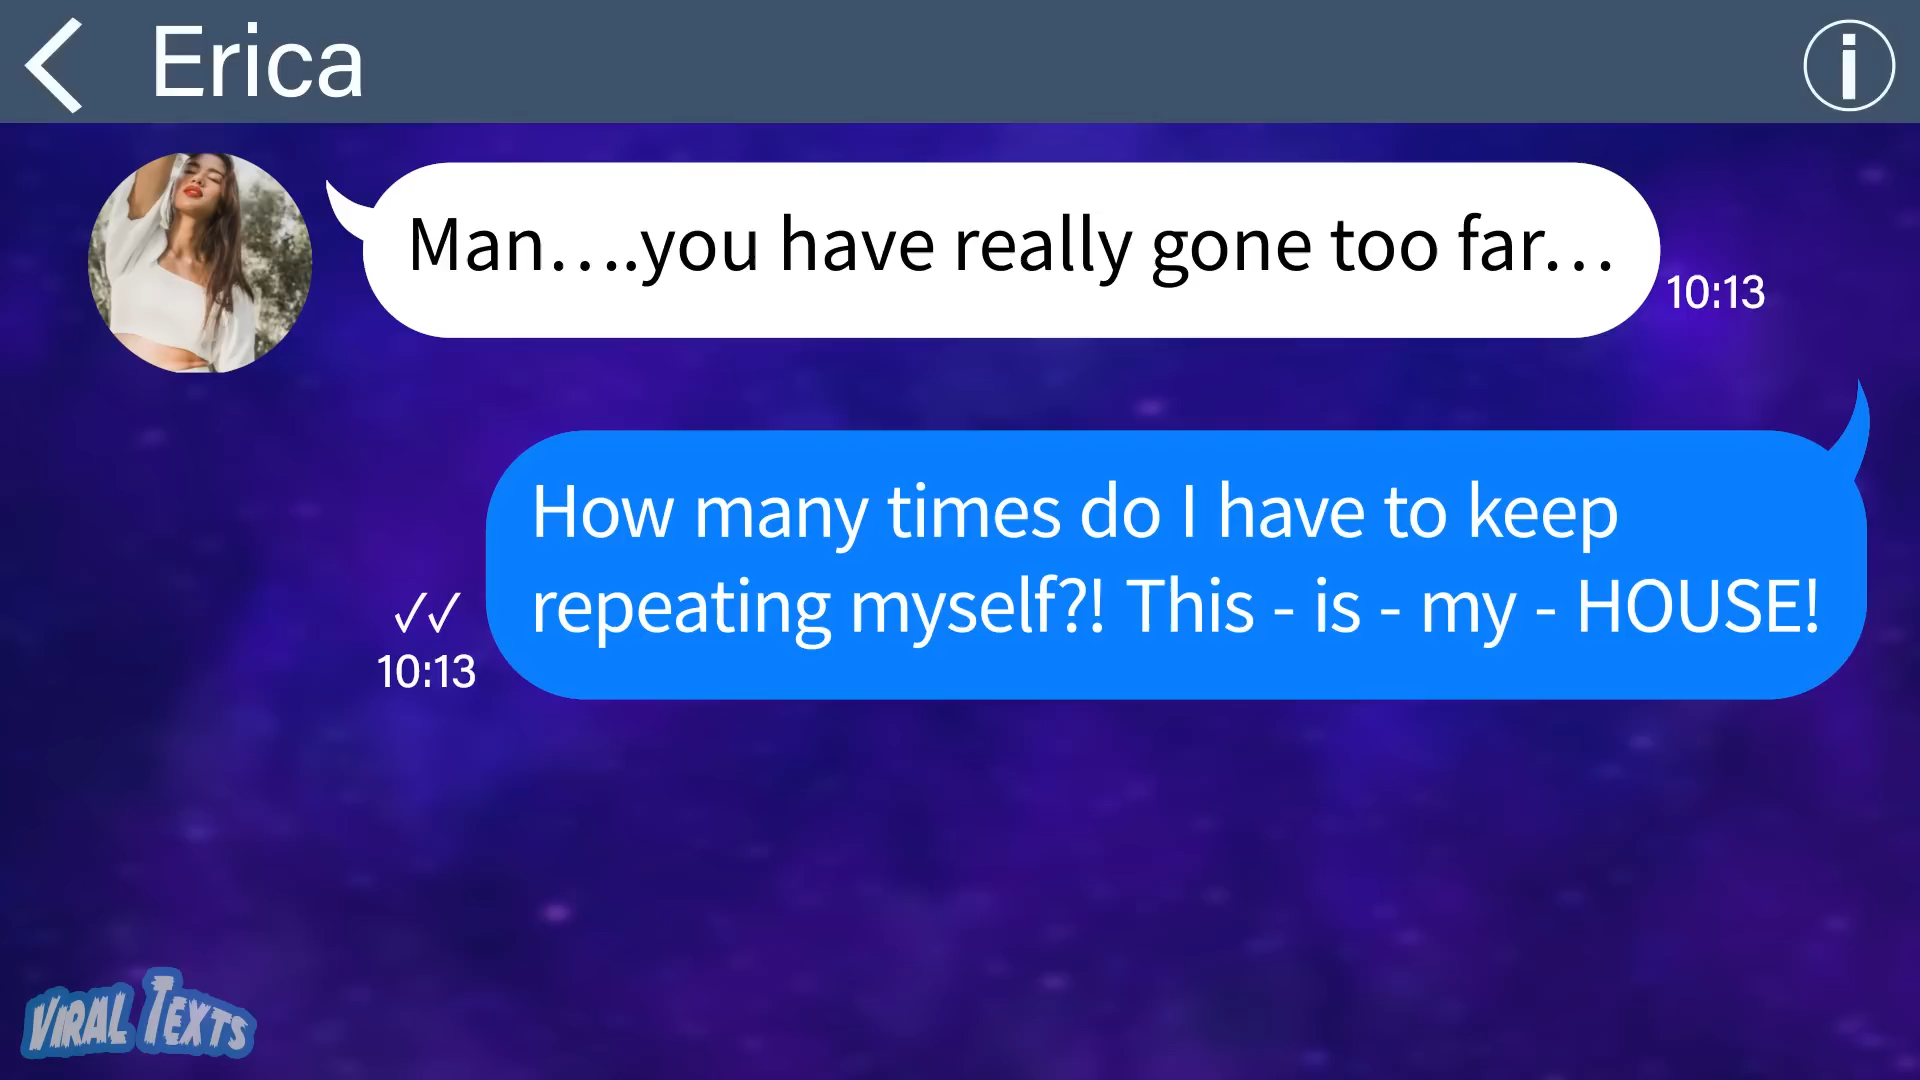 Erica
Man....you have really gone too far...
10:13
How many times do I have to keep
repeating myself?! This - is - my - HOUSE!
✓✓
10:13
VIRAL TEXTS